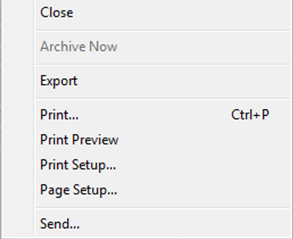 Close
Archive Now
Export
Print... Ctrl+P
Print Preview
Print Setup...
Page Setup...
Send...